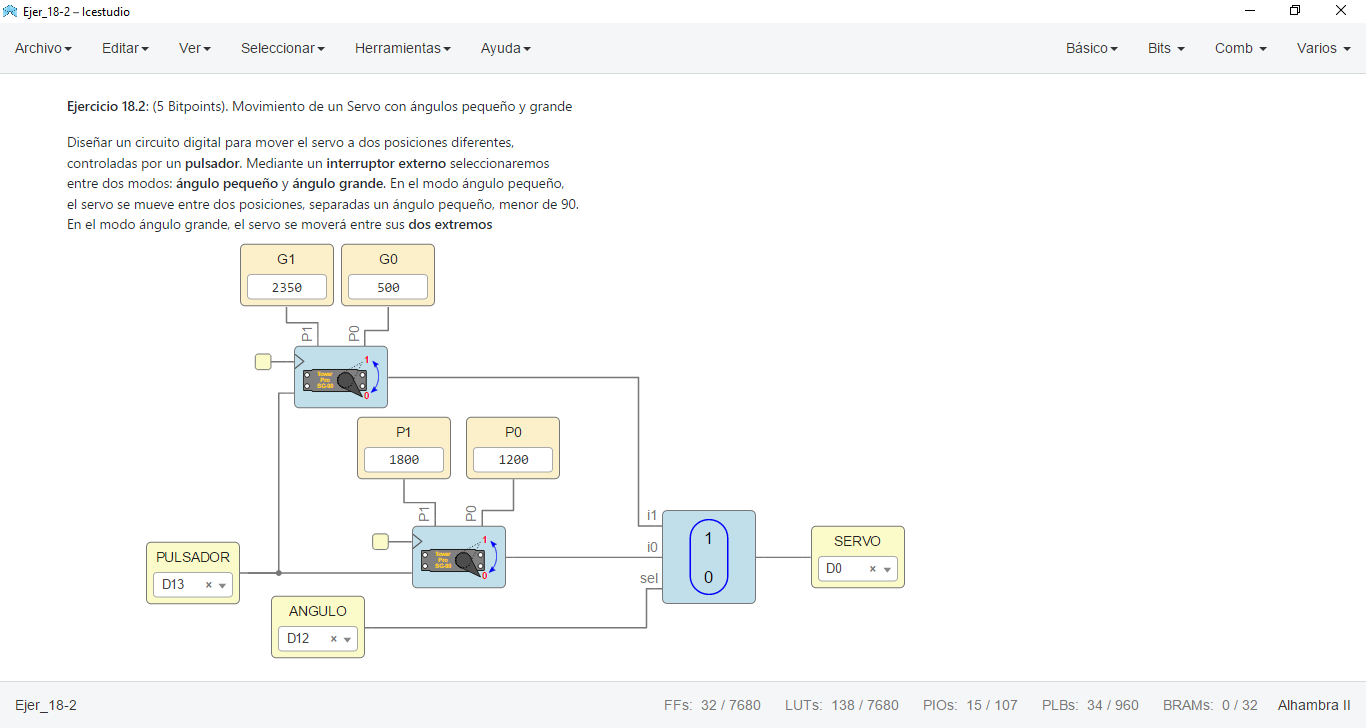 Ejer_18-2 – Icestudio
Archivo Editar Ver Seleccionar Herramientas Ayuda Básico Bits Comb Varios
Ejercicio 18.2: (5 Bitpoints). Movimiento de un Servo con ángulos pequeño y grande
Diseñar un circuito digital para mover el servo a dos posiciones diferentes,
controladas por un pulsador. Mediante un interruptor externo seleccionaremos
entre dos modos: ángulo pequeño y ángulo grande. En el modo ángulo pequeño,
el servo se mueve entre dos posiciones, separadas un ángulo pequeño, menor de 90.
En el modo ángulo grande, el servo se moverá entre sus dos extremos
G1 G0
2350 500
P1 P0
1
Tower
Pro
SG-90
0
P1 P0
1800 1200
P1 P0
1
Tower
Pro
SG-90
0
i1
i0
sel
1
0
PULSADOR
D13 ×
ANGULO
D12 ×
SERVO
D0 ×
Ejer_18-2 FFs: 32 / 7680 LUTs: 138 / 7680 PIOs: 15 / 107 PLBs: 34 / 960 BRAMs: 0 / 32 Alhambra II